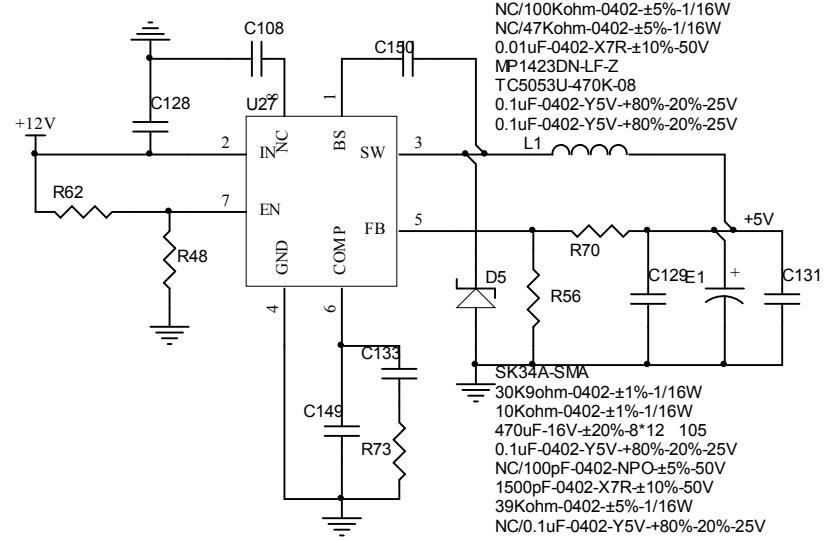 NC/100Kohm-0402-±5%-1/16W
NC/47Kohm-0402-±5%-1/16W
0.01uF-0402-X7R-±10%-50V
MP1423DN-LF-Z
TC5053U-470K-08
0.1uF-0402-Y5V-+80%-20%-25V
0.1uF-0402-Y5V-+80%-20%-25V
C108
C150
C128
U27
8
1
+12V
2
IN
NC
BS
SW
3
L1
R62
7
EN
FB
5
+5V
R48
GND
COMP
R70
D5
R56
C129
E1
+
C131
4
6
C133
C149
R73
SK34A-SMA
30K9ohm-0402-±1%-1/16W
10Kohm-0402-±1%-1/16W
470uF-16V-±20%-8*12 105
0.1uF-0402-Y5V-+80%-20%-25V
NC/100pF-0402-NPO-±5%-50V
1500pF-0402-X7R-±10%-50V
39Kohm-0402-±5%-1/16W
NC/0.1uF-0402-Y5V-+80%-20%-25V